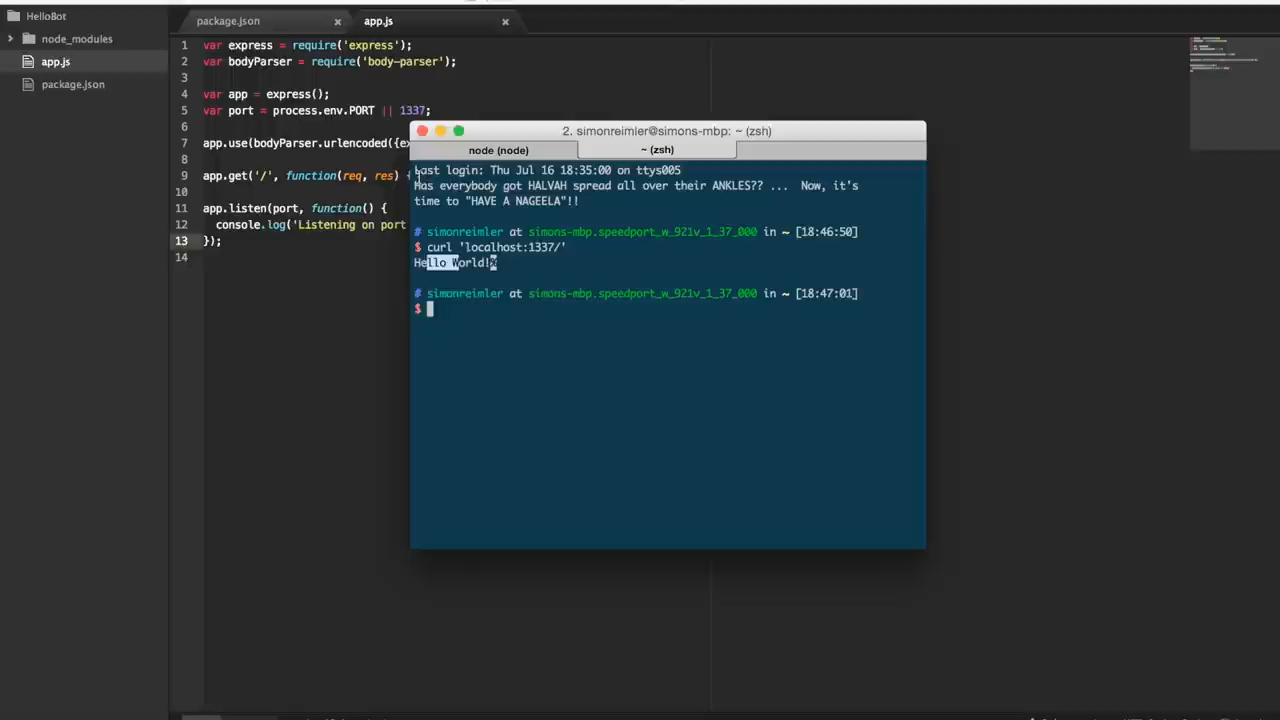 HelloBot
node_modules
app.js
package.json
package.json
app.js
1 var express = require('express');
2 var bodyParser = require('body-parser');
3
4 var app = express();
5 var port = process.env.PORT || 1337;
6
7 app.use(bodyParser.urlencoded({ex
8
9 app.get('/', function(req, res) {
10
11 app.listen(port, function() {
12 console.log('Listening on port
13 });
14
2. simonreimler@simons-mbp: ~ (zsh)
node (node)
~ (zsh)
Last login: Thu Jul 16 18:35:00 on ttys005
Has everybody got HALVAH spread all over their ANKLES?? ... Now, it's
time to "HAVE A NAGEELA"!!
# simonreimler at simons-mbp.speedport_w_921v_1_37_000 in ~ [18:46:50]
$ curl 'localhost:1337/'
Hello World!%
# simonreimler at simons-mbp.speedport_w_921v_1_37_000 in ~ [18:47:01]
$